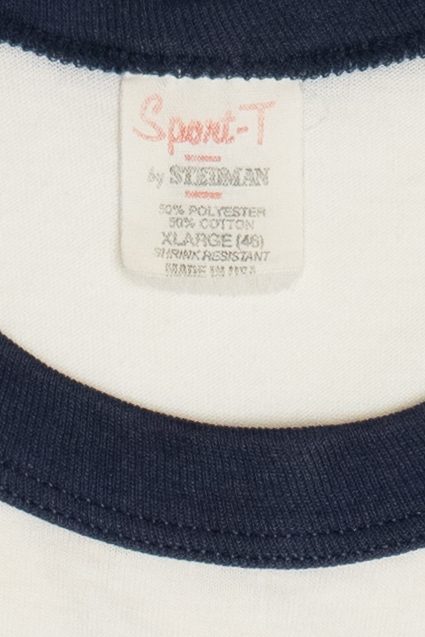 Sport-T
by STEDMAN
50% POLYESTER
50% COTTON
XLARGE (46)
SHRINK RESISTANT
MADE IN USA